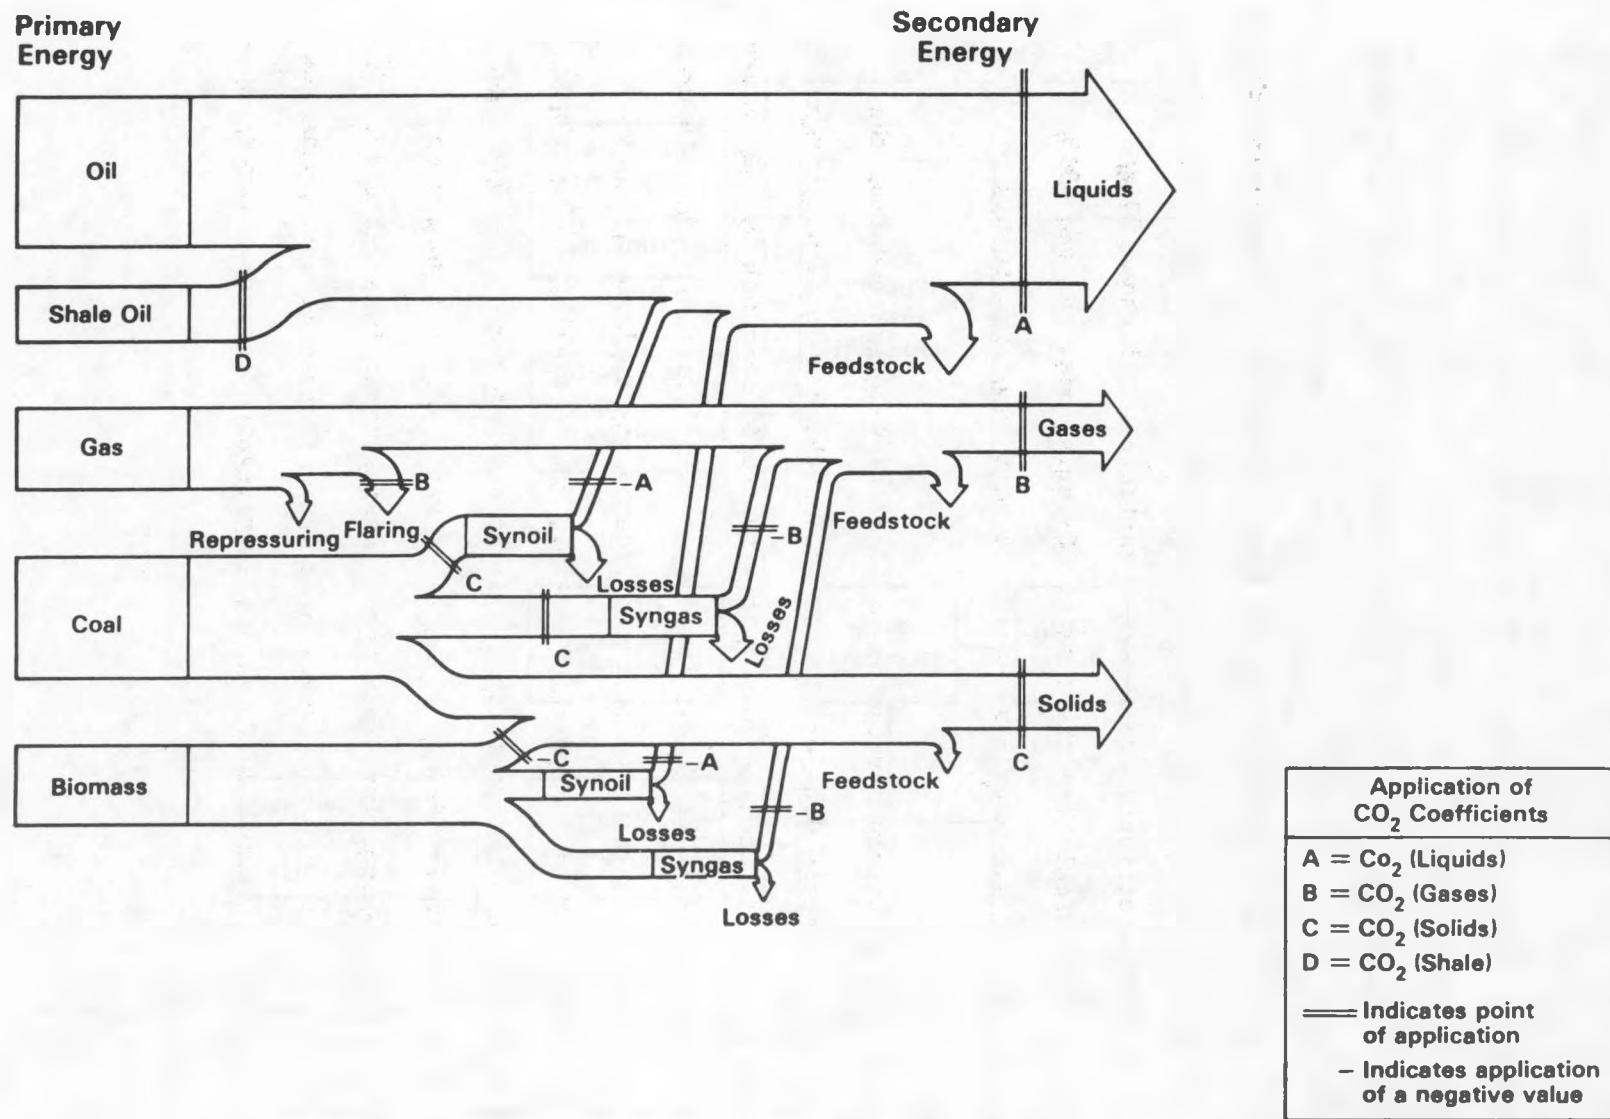 Primary
Energy
Secondary
Energy
Oil
Liquids
Shale Oil
D
A
Feedstock
Gas
Gases
B
-A
B
Repressuring
Flaring
Synoil
-B
Feedstock
C
Losses
Coal
Syngas
Losses
C
Solids
-C
-A
C
Biomass
Synoil
Feedstock
-B
Losses
Syngas
Losses
Application of
CO2 Coefficients
A = Co2 (Liquids)
B = CO2 (Gases)
C = CO2 (Solids)
D = CO2 (Shale)
Indicates point
of application
- Indicates application
of a negative value